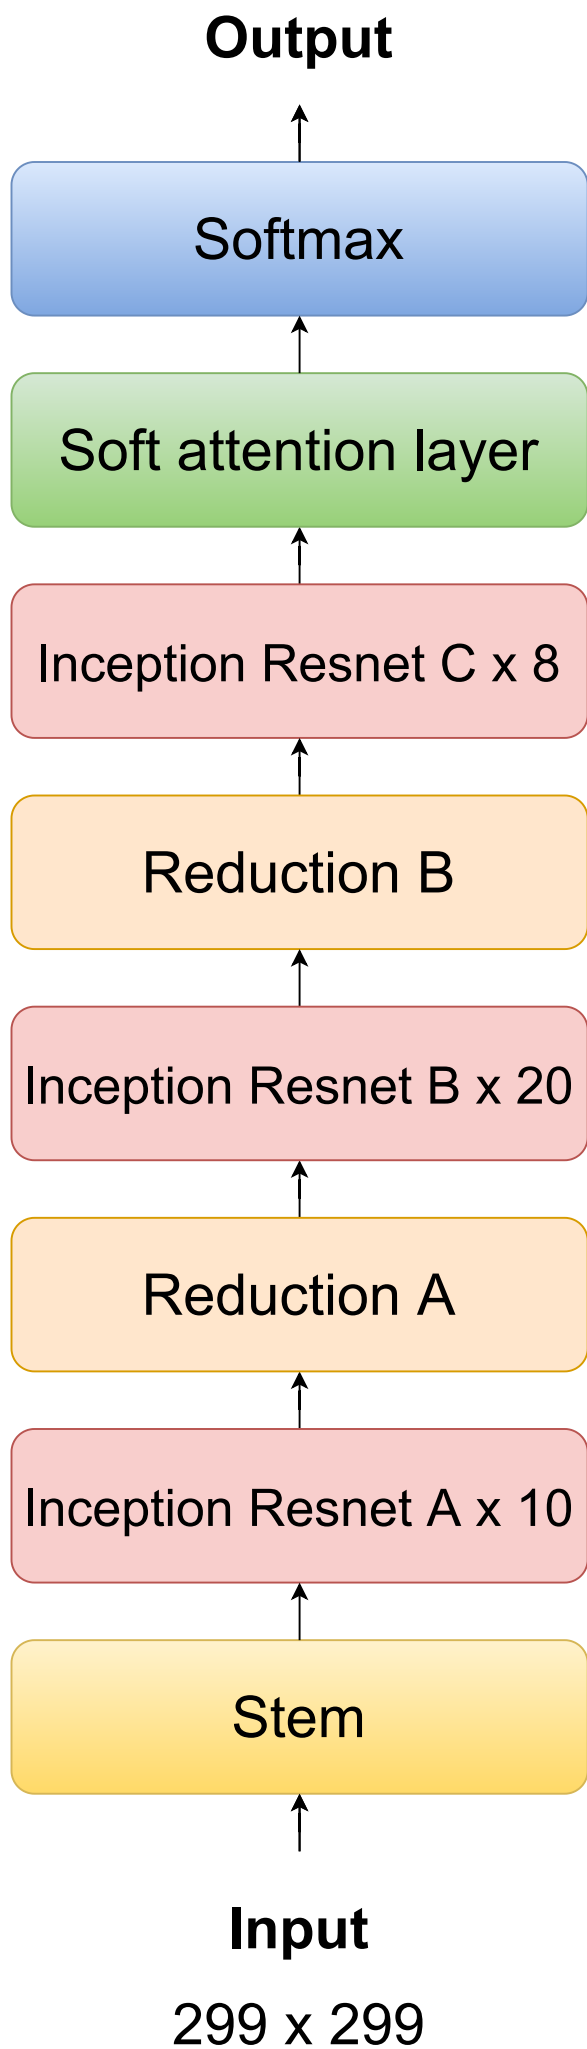 Output
Softmax
Soft attention layer
Inception Resnet C x 8
Reduction B
Inception Resnet B x 20
Reduction A
Inception Resnet A x 10
Stem
Input
299 x 299